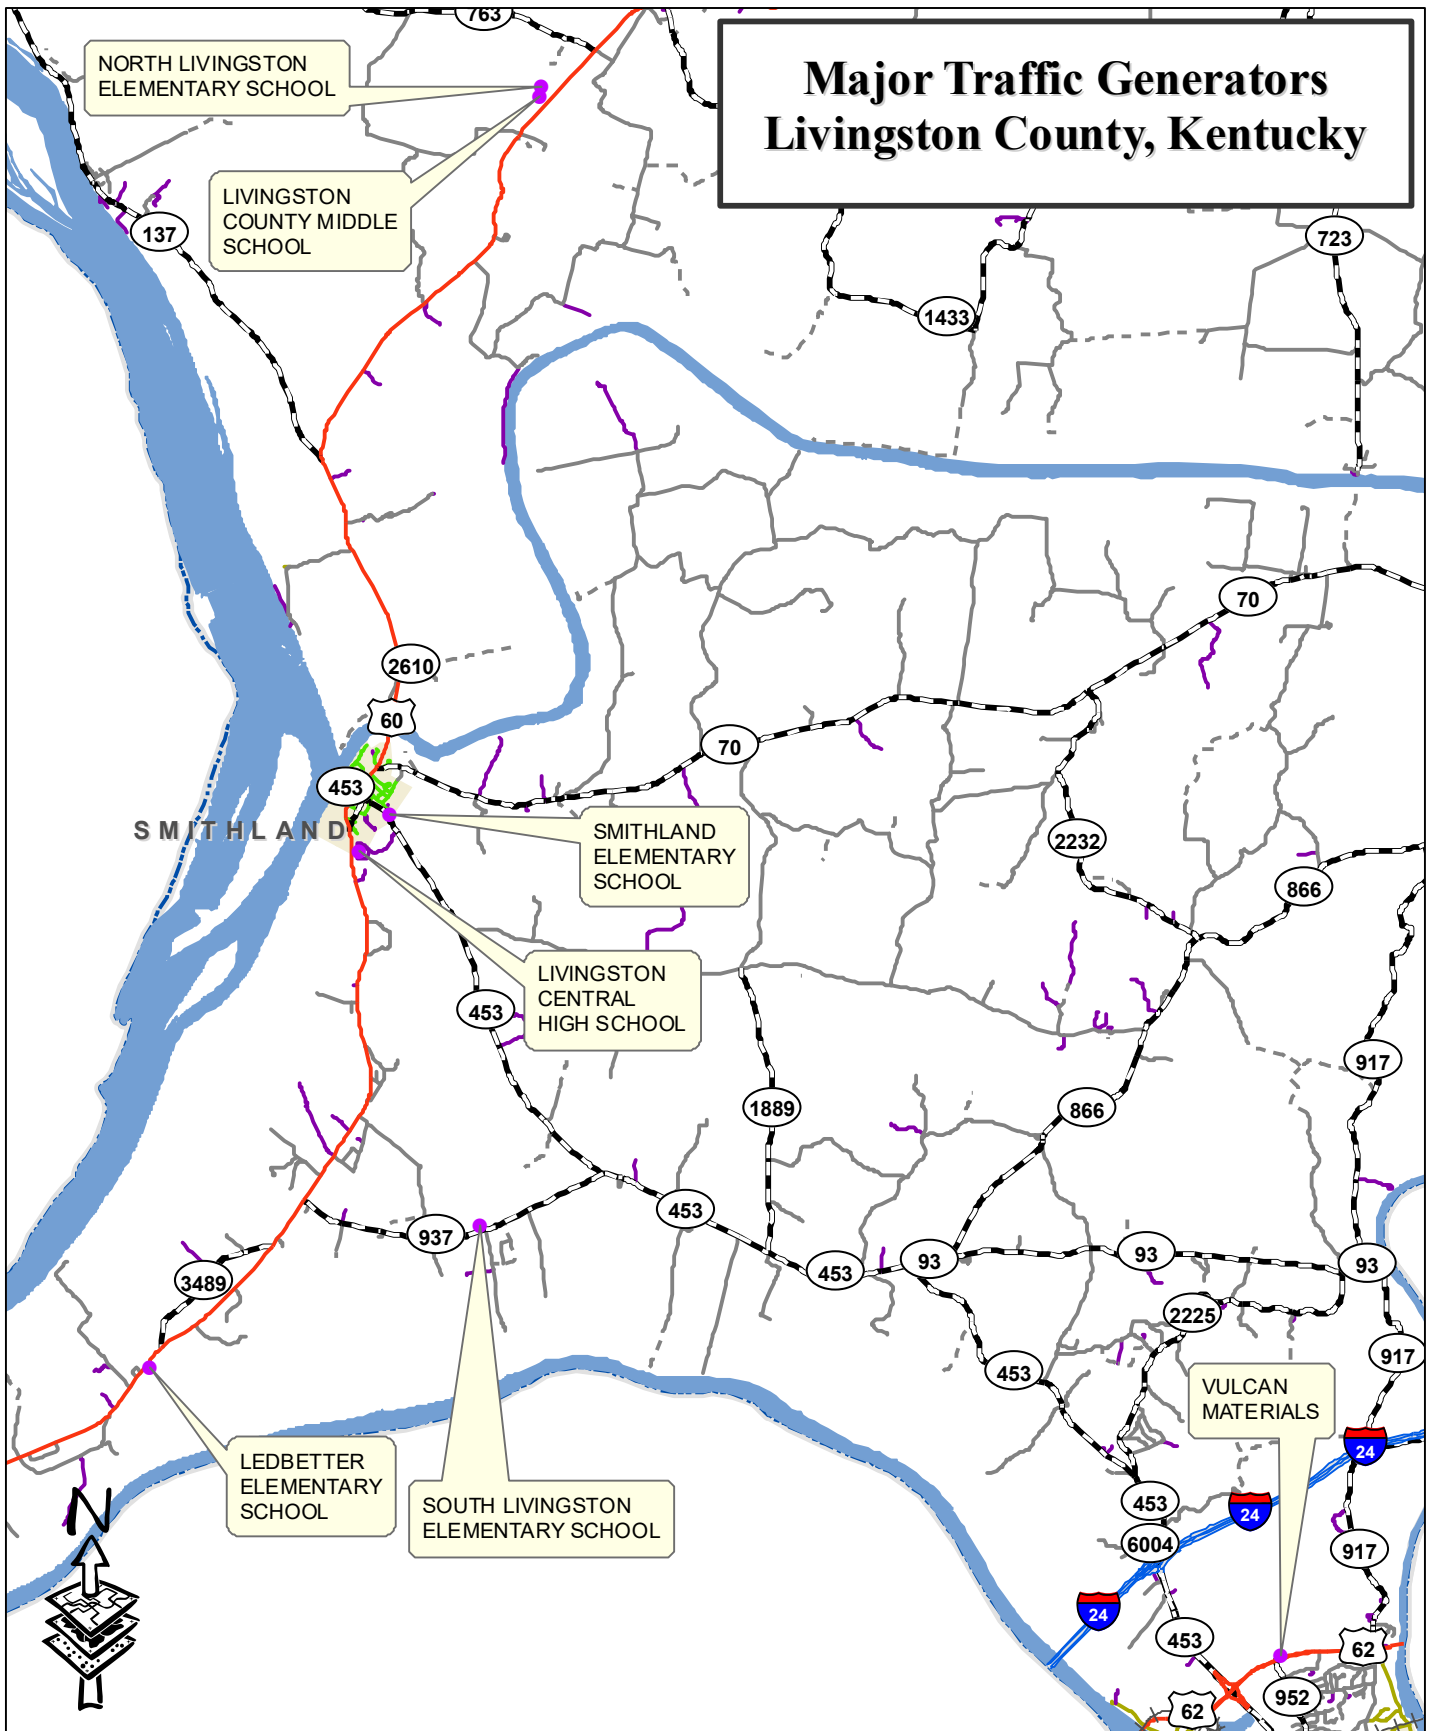 763
Major Traffic Generators
Livingston County, Kentucky
NORTH LIVINGSTON
ELEMENTARY SCHOOL
LIVINGSTON
COUNTY MIDDLE
SCHOOL
137
723
1433
70
2610
60
70
453
SMITHLAND
SMITHLAND
ELEMENTARY
SCHOOL
2232
866
LIVINGSTON
CENTRAL
HIGH SCHOOL
453
917
1889
866
453
937
93
93
93
453
3489
2225
917
453
VULCAN
MATERIALS
24
LEDBETTER
ELEMENTARY
SCHOOL
SOUTH LIVINGSTON
ELEMENTARY SCHOOL
N
453
24
6004
917
24
453
62
952
62